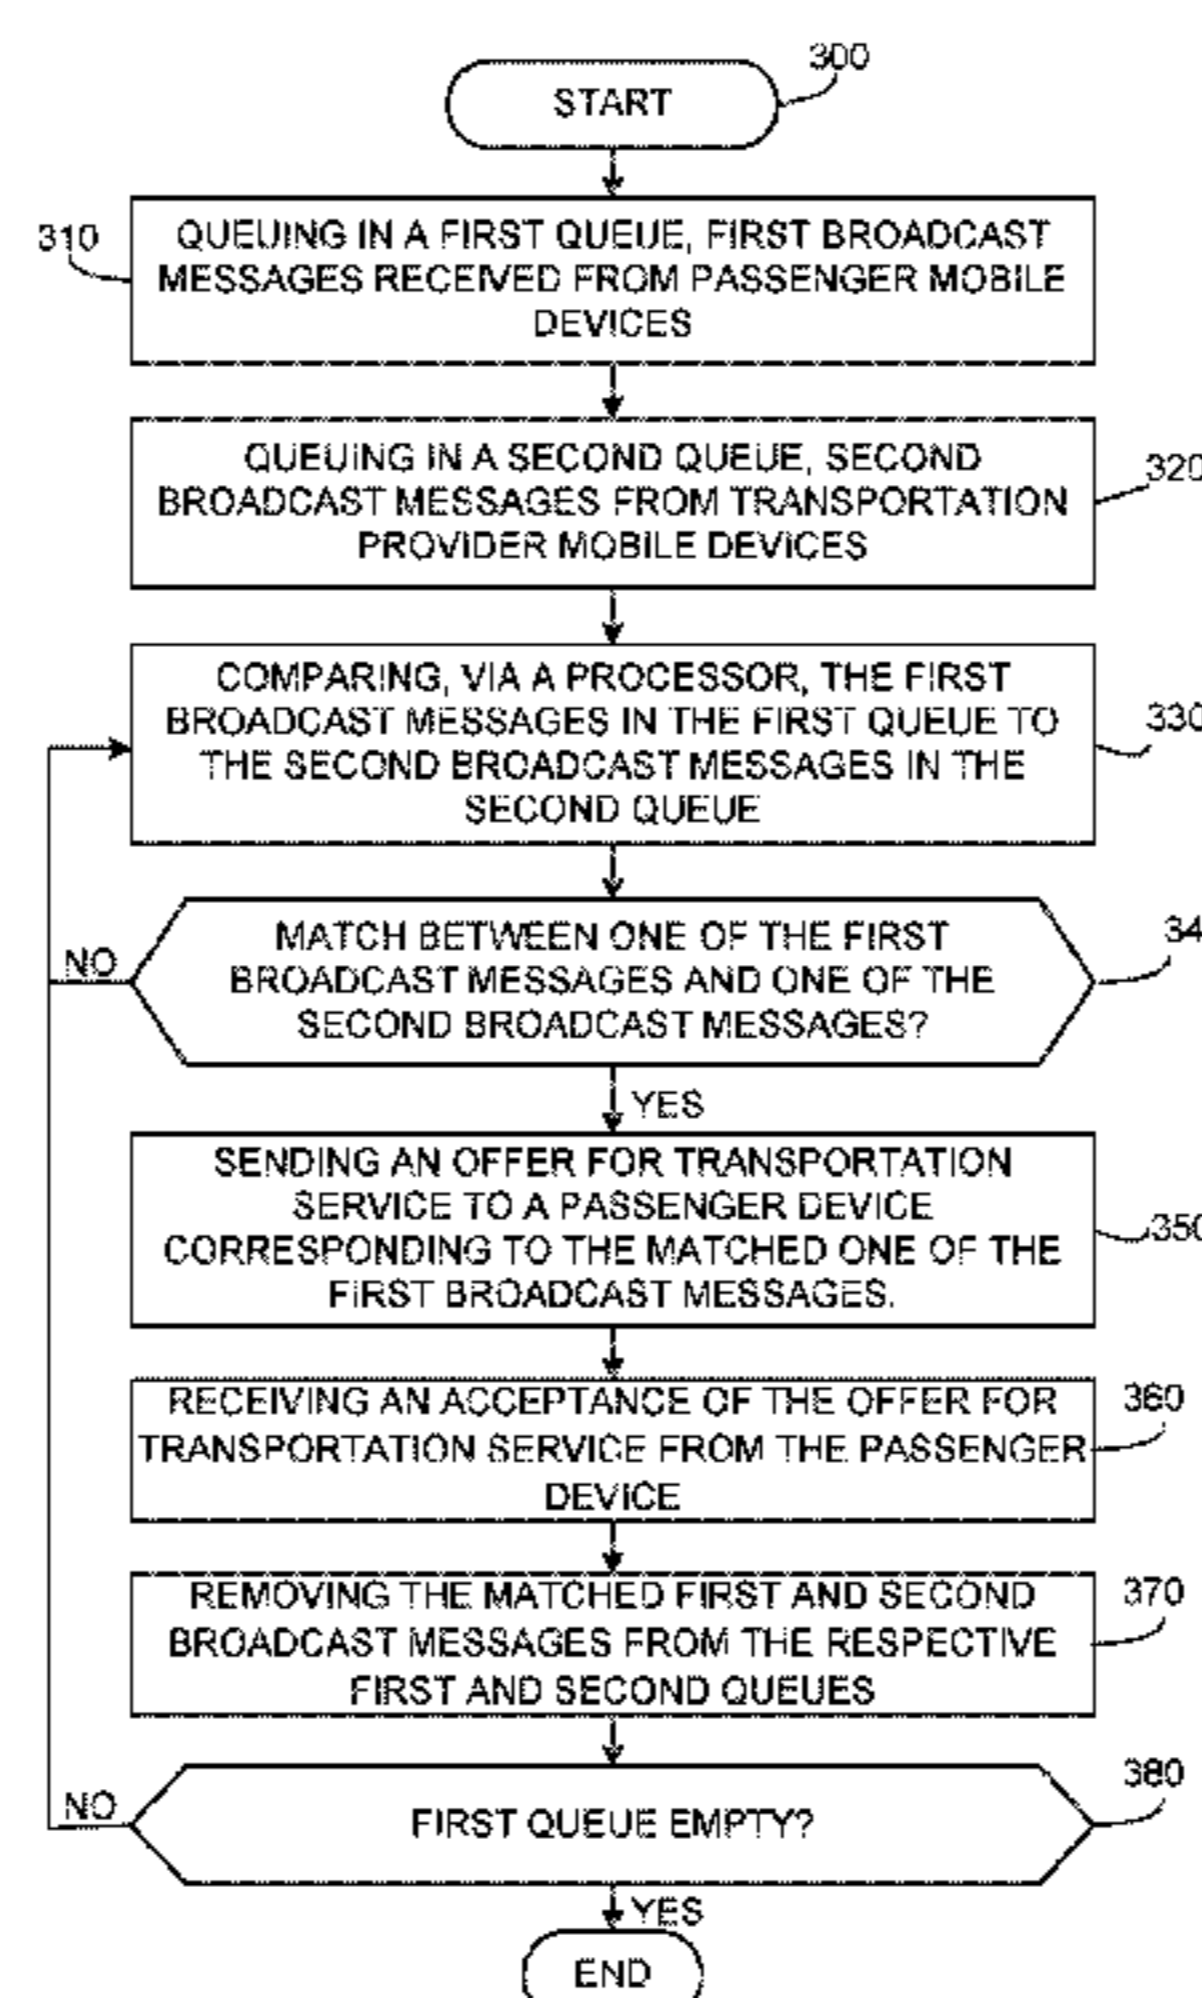 300
START
310
QUEUING IN A FIRST QUEUE, FIRST BROADCAST
MESSAGES RECEIVED FROM PASSENGER MOBILE
DEVICES
QUEUING IN A SECOND QUEUE, SECOND
BROADCAST MESSAGES FROM TRANSPORTATION
PROVIDER MOBILE DEVICES
320
COMPARING, VIA A PROCESSOR, THE FIRST
BROADCAST MESSAGES IN THE FIRST QUEUE TO
THE SECOND BROADCAST MESSAGES IN THE
SECOND QUEUE
330
NO
MATCH BETWEEN ONE OF THE FIRST
BROADCAST MESSAGES AND ONE OF THE
SECOND BROADCAST MESSAGES?
34
YES
SENDING AN OFFER FOR TRANSPORTATION
SERVICE TO A PASSENGER DEVICE
CORRESPONDING TO THE MATCHED ONE OF THE
FIRST BROADCAST MESSAGES.
350
RECEIVING AN ACCEPTANCE OF THE OFFER FOR
TRANSPORTATION SERVICE FROM THE PASSENGER
DEVICE
360
REMOVING THE MATCHED FIRST AND SECOND
BROADCAST MESSAGES FROM THE RESPECTIVE
FIRST AND SECOND QUEUES
370
NO
FIRST QUEUE EMPTY?
380
YES
END